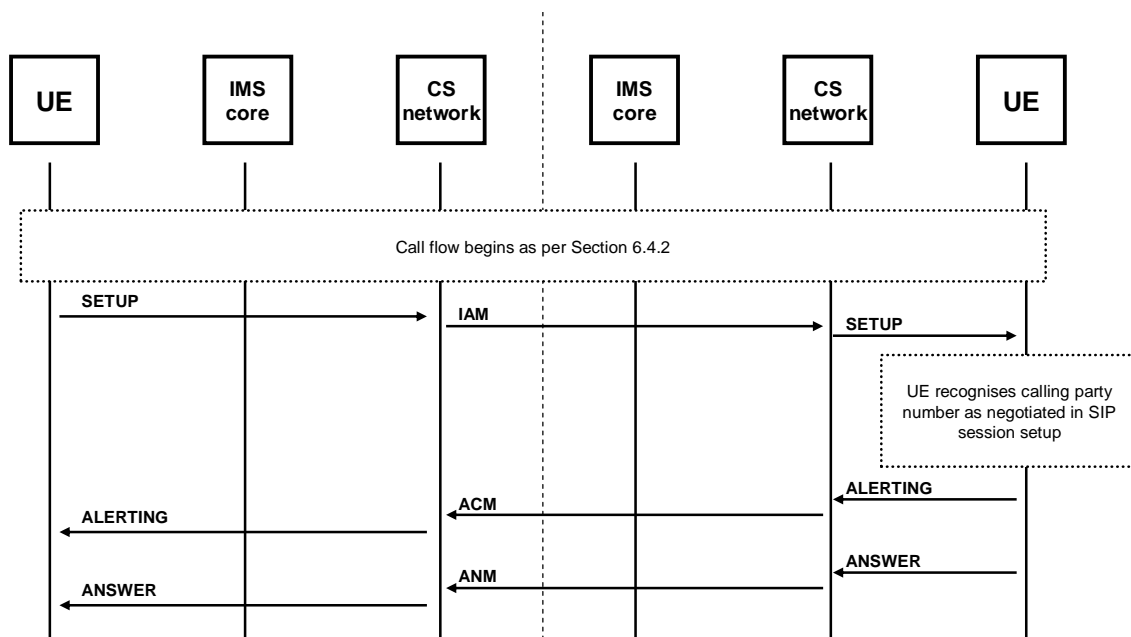 UE
IMS
core
CS
network
IMS
core
CS
network
UE
Call flow begins as per Section 6.4.2
SETUP
IAM
SETUP
UE recognises calling party
number as negotiated in SIP
session setup
ALERTING
ACM
ALERTING
ANSWER
ANM
ANSWER